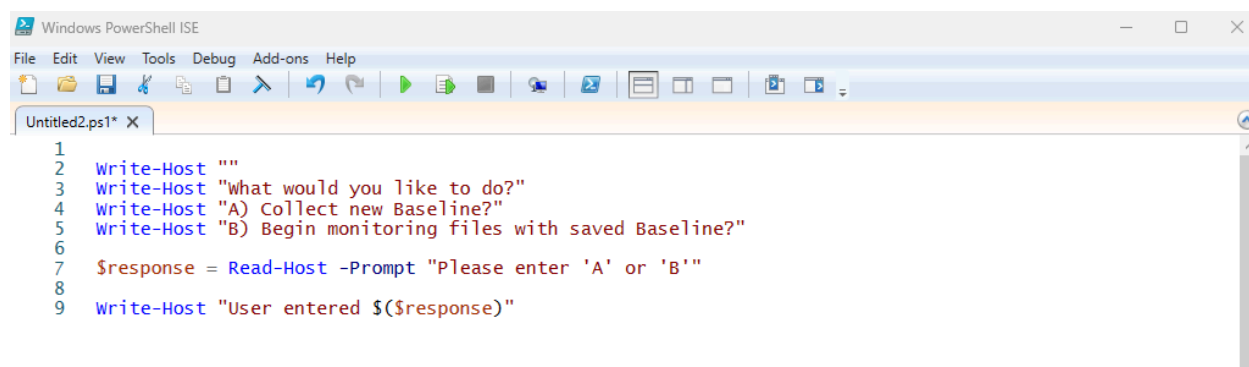 Windows PowerShell ISE
File Edit View Tools Debug Add-ons Help
Untitled2.ps1* X
1
2 Write-Host ""
3 Write-Host "What would you like to do?"
4 Write-Host "A) Collect new Baseline?"
5 Write-Host "B) Begin monitoring files with saved Baseline?"
6
7 $response = Read-Host -Prompt "Please enter 'A' or 'B'"
8
9 Write-Host "User entered $($response)"